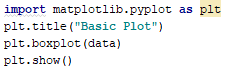 import matplotlib.pyplot as plt
plt.title("Basic Plot")
plt.boxplot(data)
plt.show()